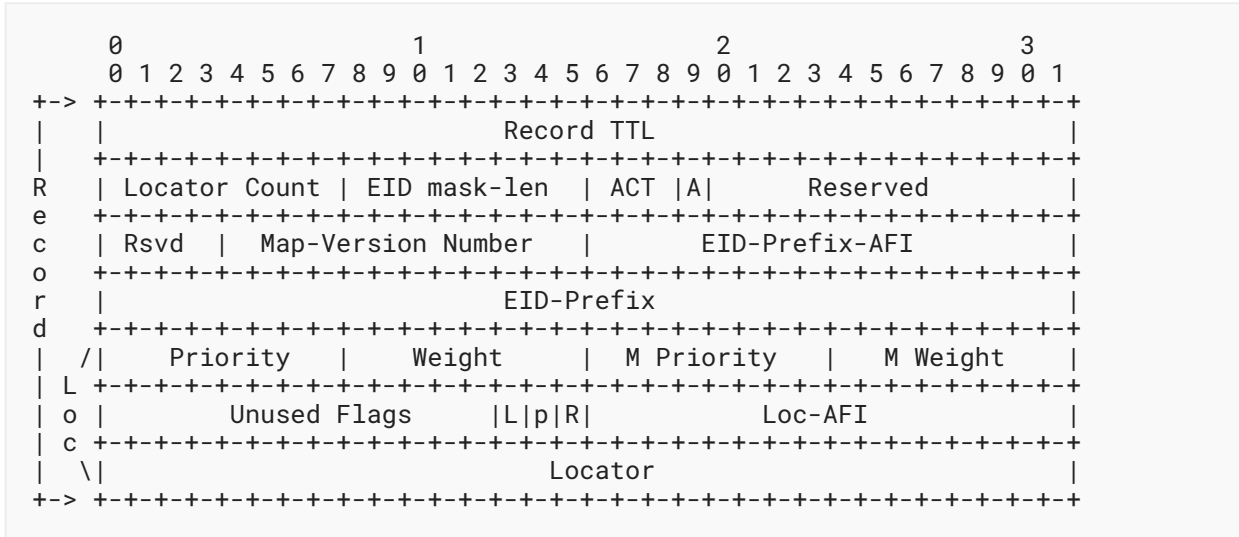 0                   1                   2                   3
        0 1 2 3 4 5 6 7 8 9 0 1 2 3 4 5 6 7 8 9 0 1 2 3 4 5 6 7 8 9 0 1
   +-> +-+-+-+-+-+-+-+-+-+-+-+-+-+-+-+-+-+-+-+-+-+-+-+-+-+-+-+-+-+-+-+-+
   |   |                          Record TTL                           |
   |   +-+-+-+-+-+-+-+-+-+-+-+-+-+-+-+-+-+-+-+-+-+-+-+-+-+-+-+-+-+-+-+-+
   R   | Locator Count | EID mask-len  | ACT |A|      Reserved         |
   e   +-+-+-+-+-+-+-+-+-+-+-+-+-+-+-+-+-+-+-+-+-+-+-+-+-+-+-+-+-+-+-+-+
   c   | Rsvd  |  Map-Version Number   |       EID-Prefix-AFI          |
   o   +-+-+-+-+-+-+-+-+-+-+-+-+-+-+-+-+-+-+-+-+-+-+-+-+-+-+-+-+-+-+-+-+
   r   |                          EID-Prefix                           |
   d   +-+-+-+-+-+-+-+-+-+-+-+-+-+-+-+-+-+-+-+-+-+-+-+-+-+-+-+-+-+-+-+-+
   |  /|    Priority   |    Weight     |  M Priority   |   M Weight    |
   | L +-+-+-+-+-+-+-+-+-+-+-+-+-+-+-+-+-+-+-+-+-+-+-+-+-+-+-+-+-+-+-+-+
   | o |        Unused Flags     |L|p|R|           Loc-AFI             |
   | c +-+-+-+-+-+-+-+-+-+-+-+-+-+-+-+-+-+-+-+-+-+-+-+-+-+-+-+-+-+-+-+-+
   |  \|                             Locator                           |
   +-> +-+-+-+-+-+-+-+-+-+-+-+-+-+-+-+-+-+-+-+-+-+-+-+-+-+-+-+-+-+-+-+-+